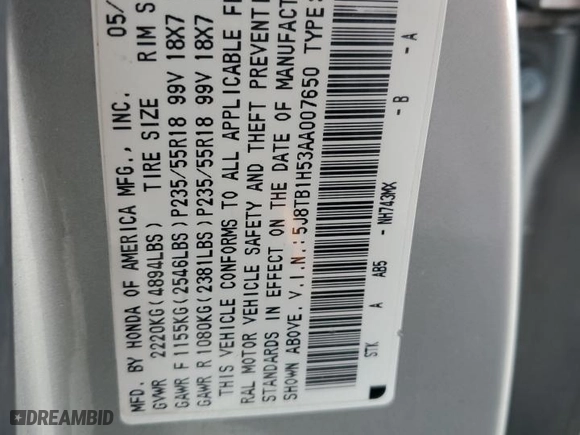 MFD. BY HONDA OF AMERICA MFG., INC. 05/
GVWR 2220KG(4894LBS) TIRE SIZE RIM S
GAWR F 1155KG(2546LBS)P235/55R18 99V 18X7
GAWR R 1080KG(2381LBS)P235/55R18 99V 18X7
THIS VEHICLE CONFORMS TO ALL APPLICABLE FE
RAL MOTOR VEHICLE SAFETY AND THEFT PREVENTI
STANDARDS IN EFFECT ON THE DATE OF MANUFACT
SHOWN ABOVE. V.I.N.:5J8TB1H53AA007650 TYPE:
STK A AB5 - NH743MX - B - A
DREAMBID